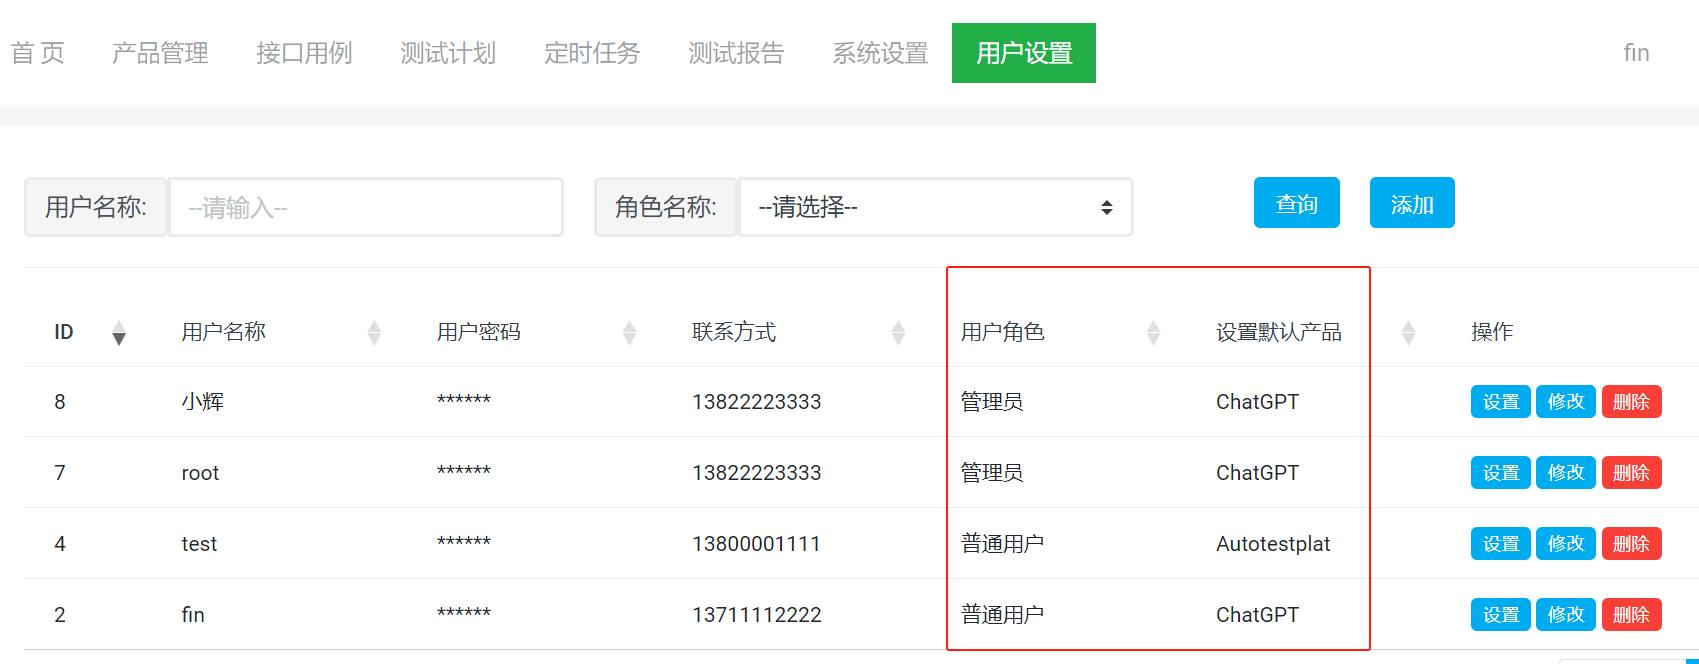 首 页 产品管理 接口用例 测试计划 定时任务 测试报告 系统设置 用户设置 fin
用户名称: --请输入-- 角色名称: --请选择-- 查询 添加
ID 用户名称 用户密码 联系方式 用户角色 设置默认产品 操作
8 小辉 ****** 13822223333 管理员 ChatGPT 设置 修改 删除
7 root ****** 13822223333 管理员 ChatGPT 设置 修改 删除
4 test ****** 13800001111 普通用户 Autotestplat 设置 修改 删除
2 fin ****** 13711112222 普通用户 ChatGPT 设置 修改 删除